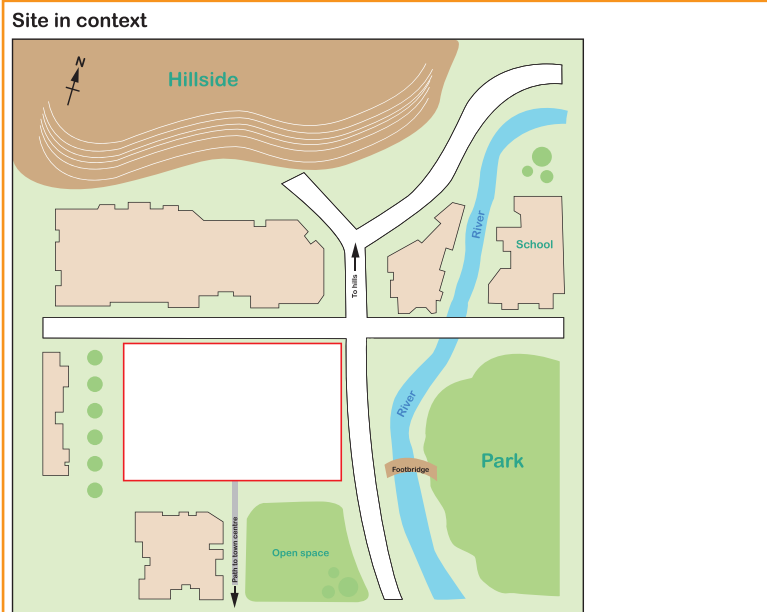 Site in context
N
Hillside
River
School
To hills
River
Park
Footbridge
Path to town centre
Open space